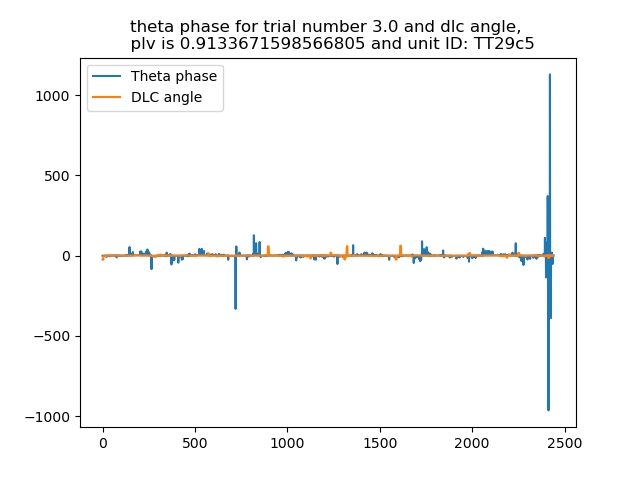 theta phase for trial number 3.0 and dlc angle,
plv is 0.9133671598566805 and unit ID: TT29c5
Theta phase
DLC angle
1000
500
0
−500
−1000
0
500
1000
1500
2000
2500